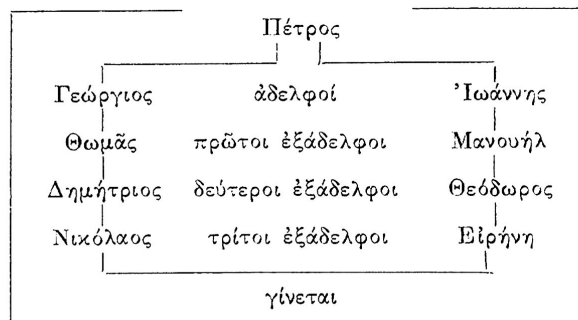 Πέτρος
Γεώργιος ἀδελφοί Ἰωάννης
Θωμᾶς πρῶτοι ἐξάδελφοι Μανουήλ
Δημήτριος δεύτεροι ἐξάδελφοι Θεόδωρος
Νικόλαος τρίτοι ἐξάδελφοι Εἰρήνη
γίνεται